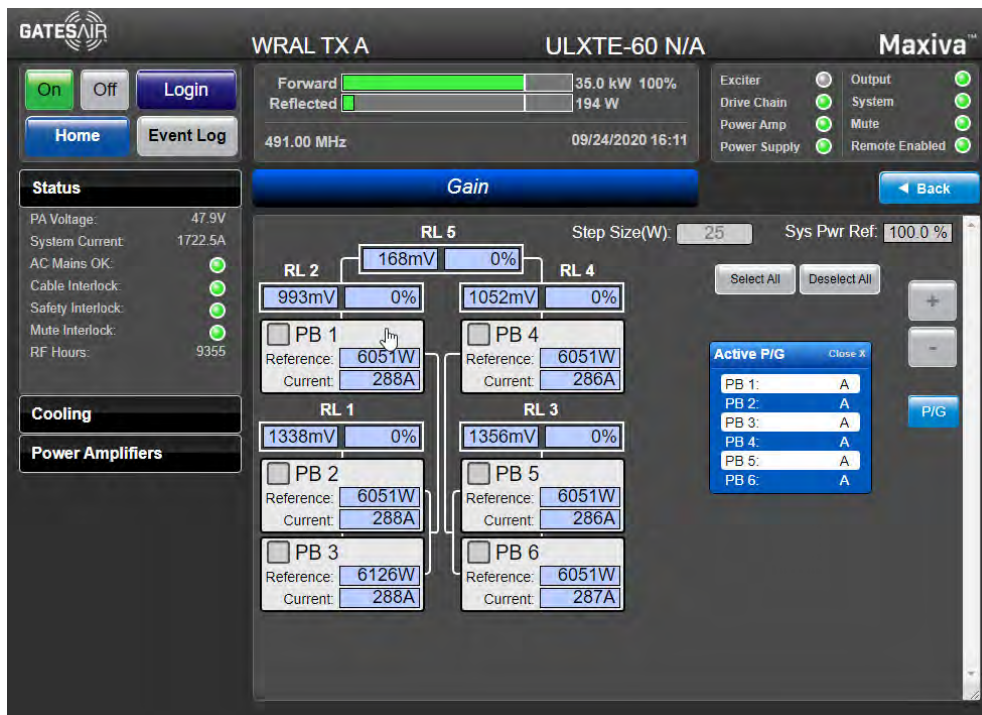 GATESAIR
WRAL TX A
ULXTE-60 N/A
Maxiva™
On
Off
Login
Home
Event Log
Forward
35.0 kW 100%
Reflected
194 W
491.00 MHz
09/24/2020 16:11
Exciter
Output
Drive Chain
System
Power Amp
Mute
Power Supply
Remote Enabled
Status
Gain
◄ Back
PA Voltage: 47.9V
System Current: 1722.5A
AC Mains OK:
Cable Interlock:
Safety Interlock:
Mute Interlock:
RF Hours: 9355
Cooling
Power Amplifiers
RL 5
168mV 0%
Step Size(W): 25
Sys Pwr Ref: 100.0 %
Select All
Deselect All
+
-
P/G
RL 2
993mV 0%
PB 1
Reference: 6051W
Current: 288A
RL 4
1052mV 0%
PB 4
Reference: 6051W
Current: 286A
RL 1
1338mV 0%
PB 2
Reference: 6051W
Current: 288A
PB 3
Reference: 6126W
Current: 288A
RL 3
1356mV 0%
PB 5
Reference: 6051W
Current: 286A
PB 6
Reference: 6051W
Current: 287A
Active P/G
Close X
PB 1: A
PB 2: A
PB 3: A
PB 4: A
PB 5: A
PB 6: A